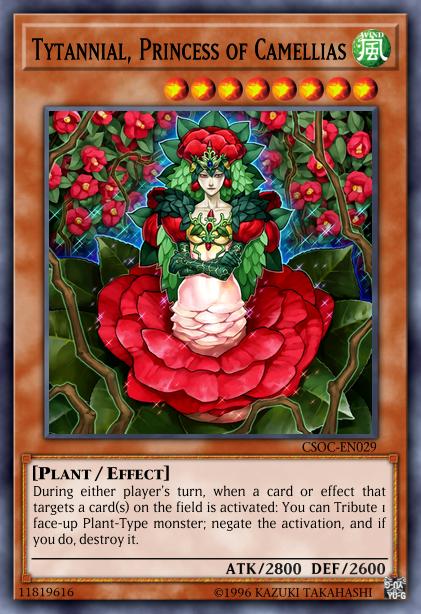 TYTANNIAL, PRINCESS OF CAMELLIAS
WIND
風
CSOC-EN029
[PLANT / EFFECT]
During either player's turn, when a card or effect that
targets a card(s) on the field is activated: You can Tribute 1
face-up Plant-Type monster; negate the activation, and if
you do, destroy it.
ATK/2800 DEF/2600
11819616
©1996 KAZUKI TAKAHASHI